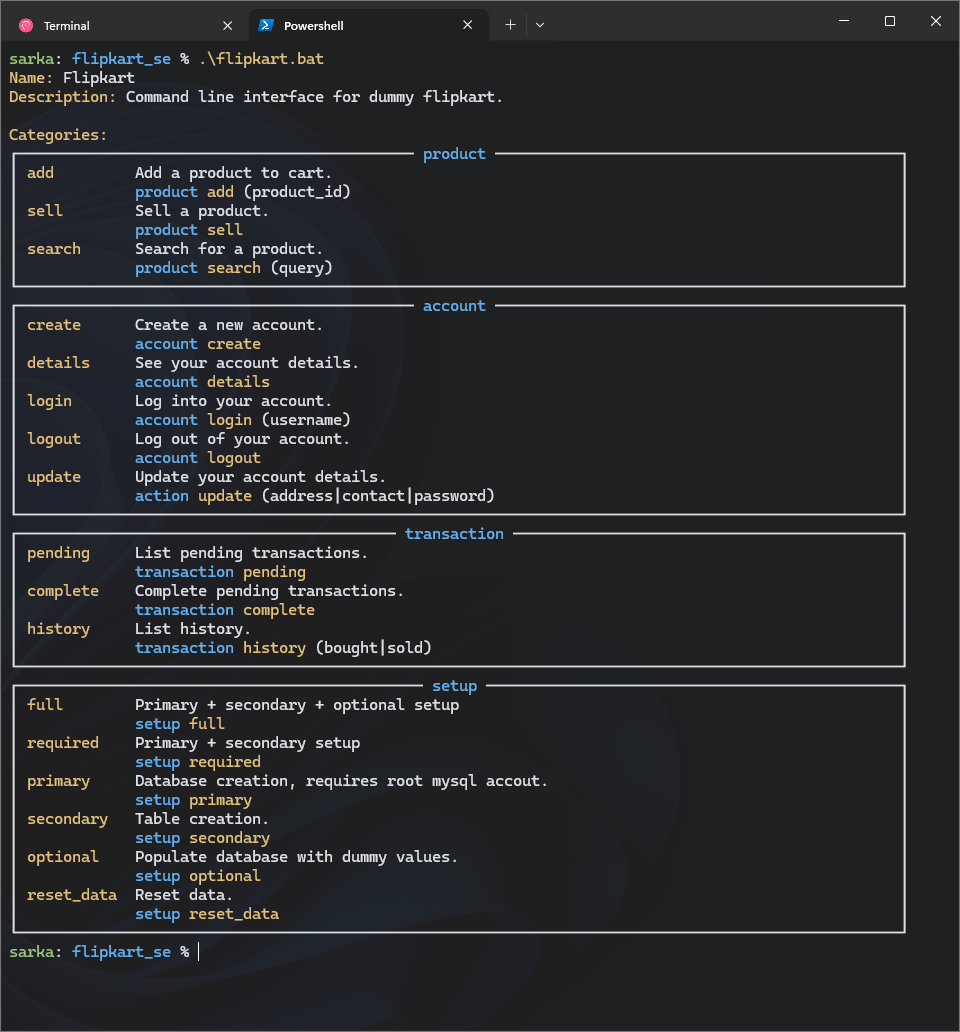 Terminal
Powershell
sarka: flipkart_se % .\flipkart.bat
Name: Flipkart
Description: Command line interface for dummy flipkart.
Categories:
product
add Add a product to cart.
product add (product_id)
sell Sell a product.
product sell
search Search for a product.
product search (query)
account
create Create a new account.
account create
details See your account details.
account details
login Log into your account.
account login (username)
logout Log out of your account.
account logout
update Update your account details.
action update (address|contact|password)
transaction
pending List pending transactions.
transaction pending
complete Complete pending transactions.
transaction complete
history List history.
transaction history (bought|sold)
setup
full Primary + secondary + optional setup
setup full
required Primary + secondary setup
setup required
primary Database creation, requires root mysql accout.
setup primary
secondary Table creation.
setup secondary
optional Populate database with dummy values.
setup optional
reset_data Reset data.
setup reset_data
sarka: flipkart_se %